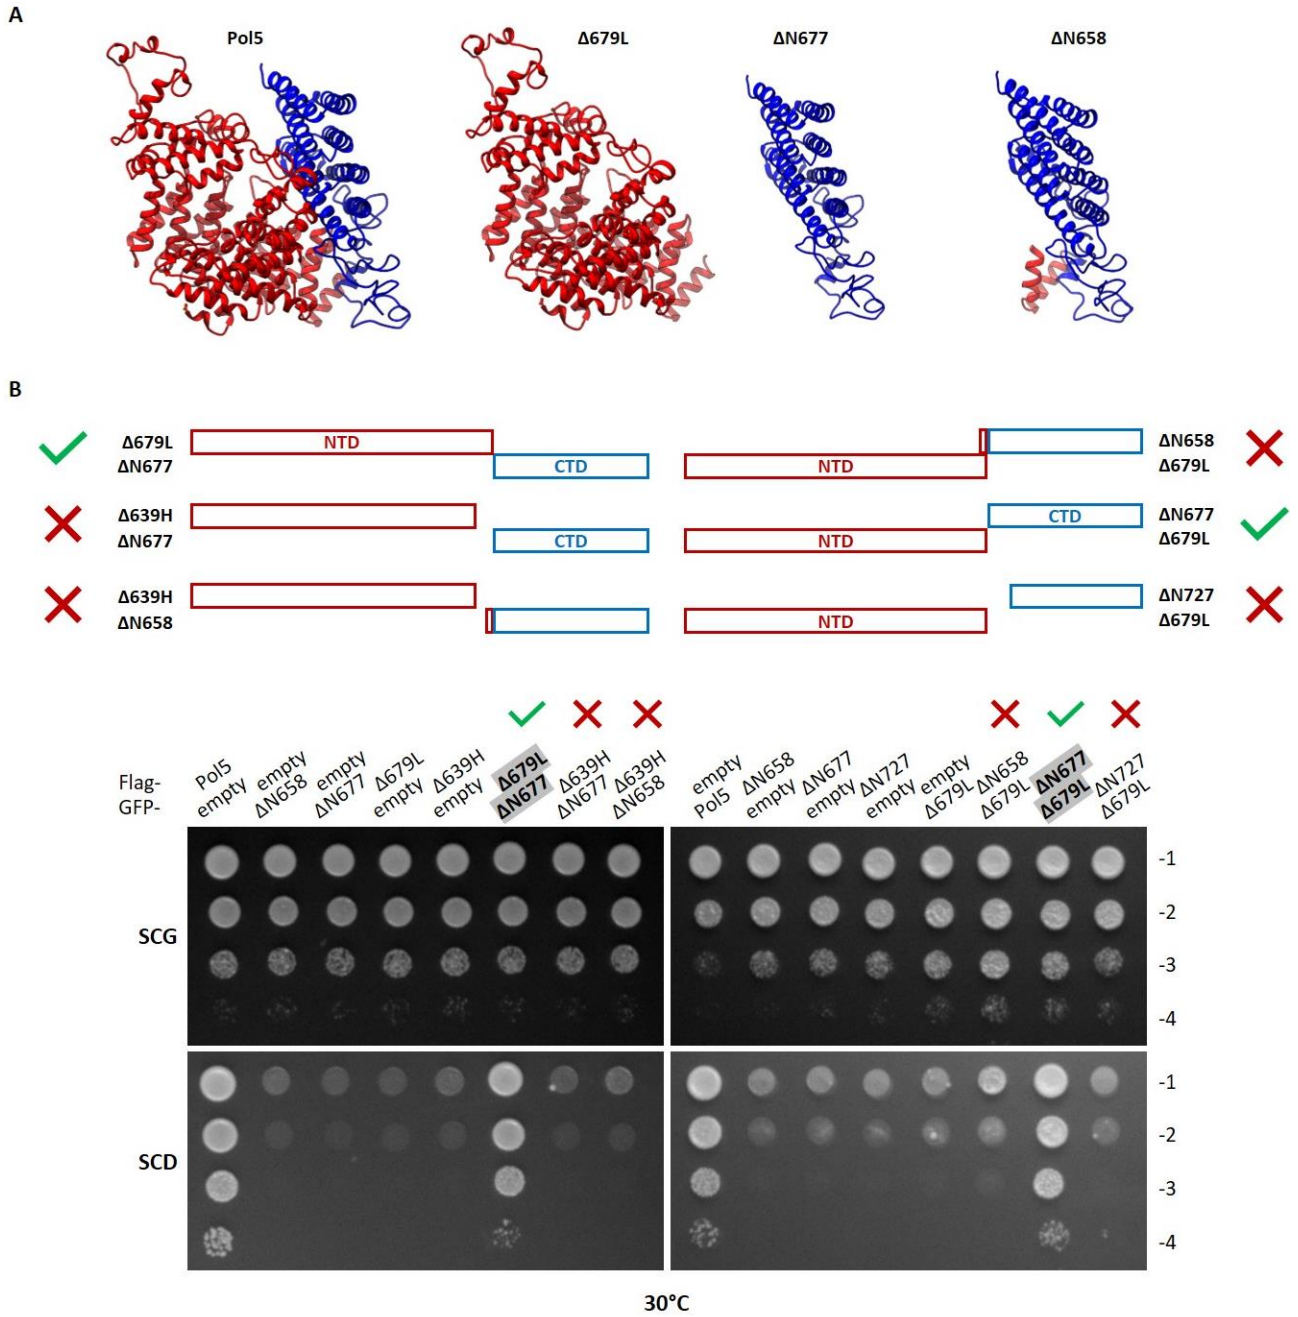 A
Pol5 Δ679L ΔN677 ΔN658
B
Δ679L NTD ΔN658
ΔN677 CTD NTD Δ679L
Δ639H CTD ΔN677
ΔN677 CTD NTD Δ679L
Δ639H ΔN727
ΔN658 NTD Δ679L
Flag- Pol5 empty empty Δ679L Δ639H Δ679L Δ639H Δ639H empty ΔN658 ΔN677 ΔN727 empty ΔN658 ΔN677 ΔN727
GFP- empty ΔN658 ΔN677 empty empty ΔN677 ΔN677 ΔN658 Pol5 empty empty empty Δ679L Δ679L Δ679L Δ679L
-1
-2
SCG
-3
-4
-1
-2
SCD
-3
-4
30°C